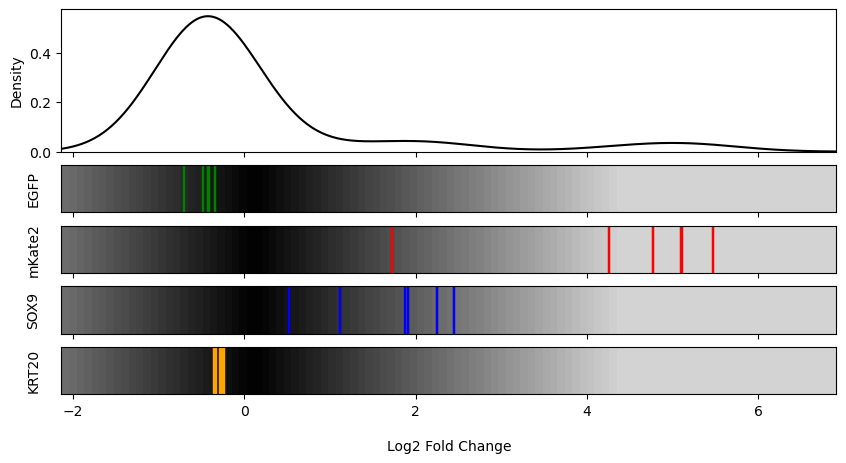 0.4
0.2
0.0
Density
EGFP
mKate2
SOX9
KRT20
−2 0 2 4 6
Log2 Fold Change